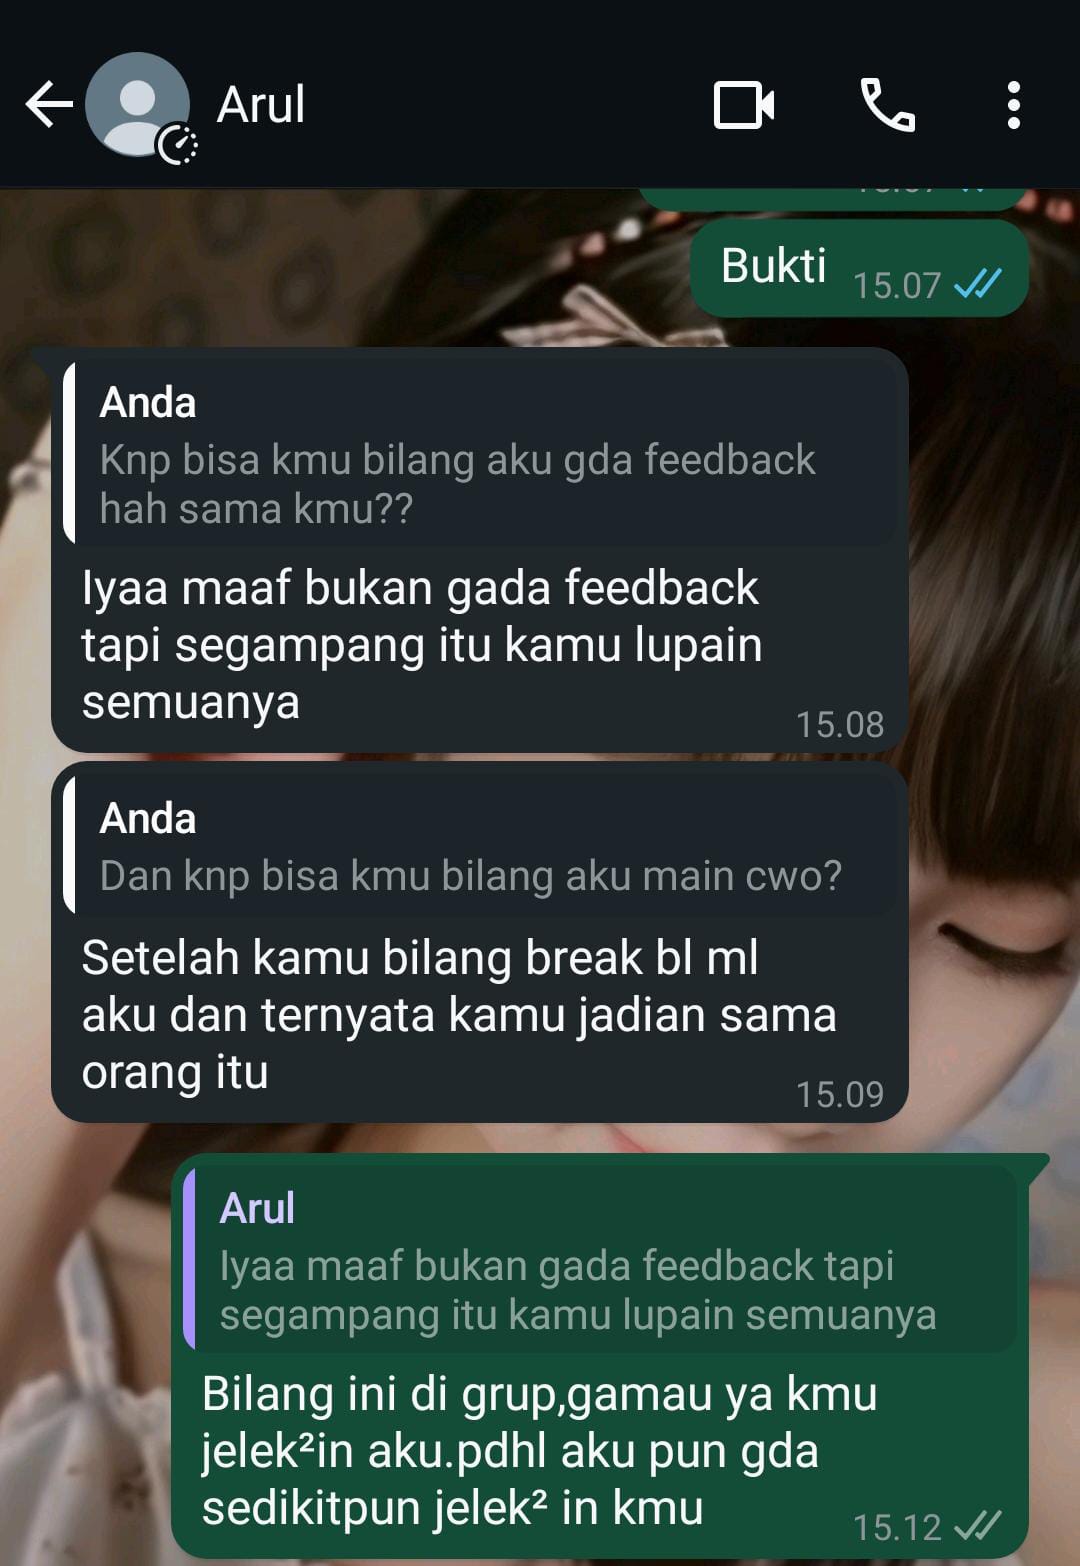 Arul
Bukti 15.07
Anda
Knp bisa kmu bilang aku gda feedback
hah sama kmu??
Iyaa maaf bukan gada feedback
tapi segampang itu kamu lupain
semuanya
15.08
Anda
Dan knp bisa kmu bilang aku main cwo?
Setelah kamu bilang break bl ml
aku dan ternyata kamu jadian sama
orang itu
15.09
Arul
Iyaa maaf bukan gada feedback tapi
segampang itu kamu lupain semuanya
Bilang ini di grup,gamau ya kmu
jelek²in aku.pdhl aku pun gda
sedikitpun jelek² in kmu
15.12